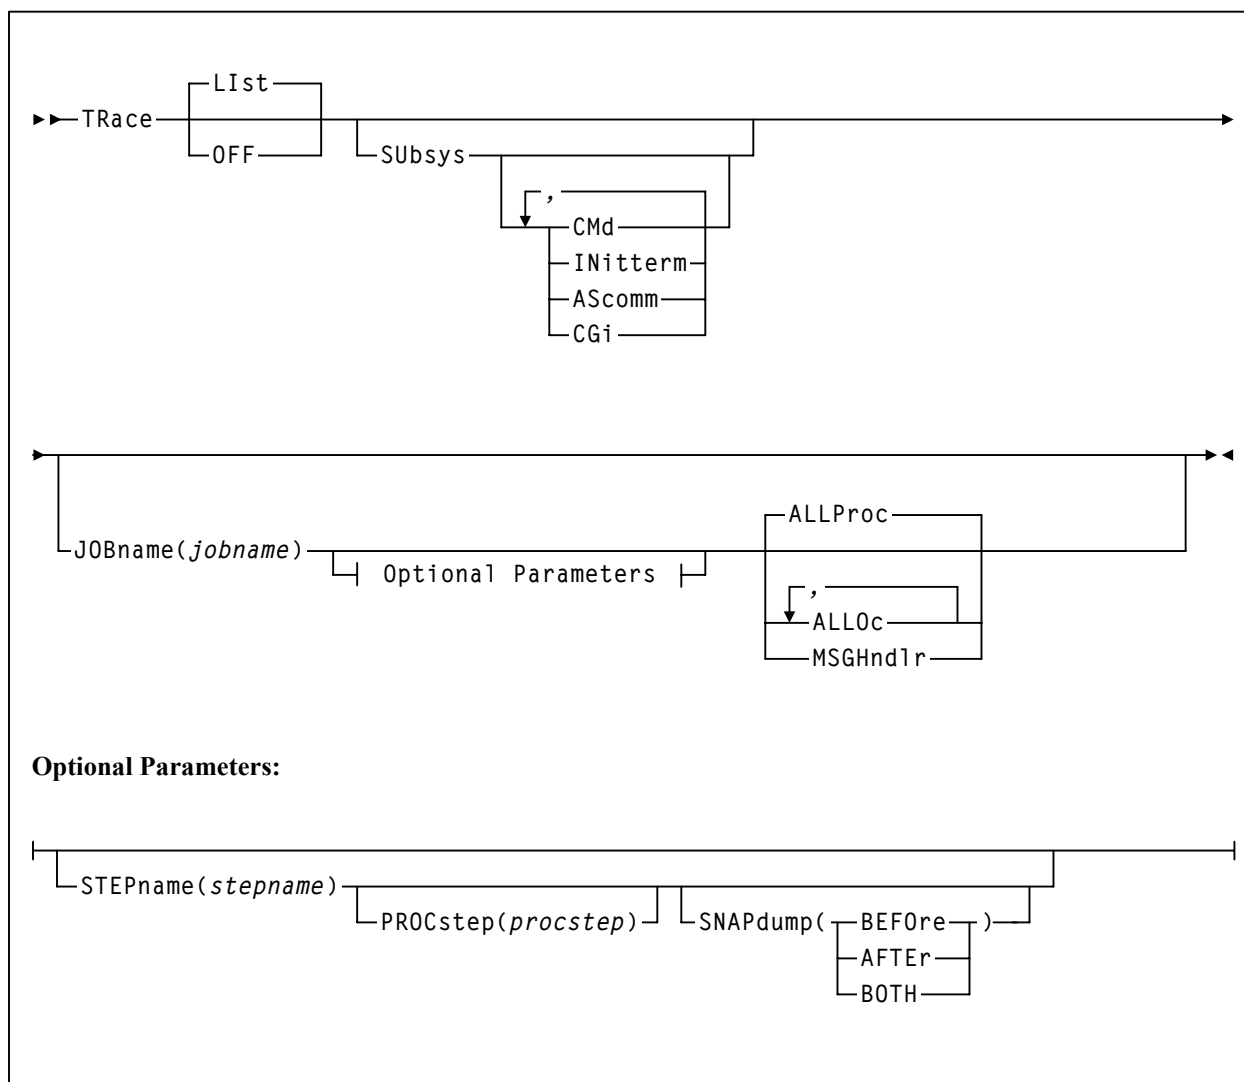 LIst
TRace
OFF
SUbsys
,
CMd
INitterm
AScomm
CGi
ALLProc
JOBname(jobname)
Optional Parameters
,
ALLOc
MSGHndlr
Optional Parameters:
STEPname(stepname)
PROCstep(procstep)
SNAPdump( BEFOre )
AFTEr
BOTH